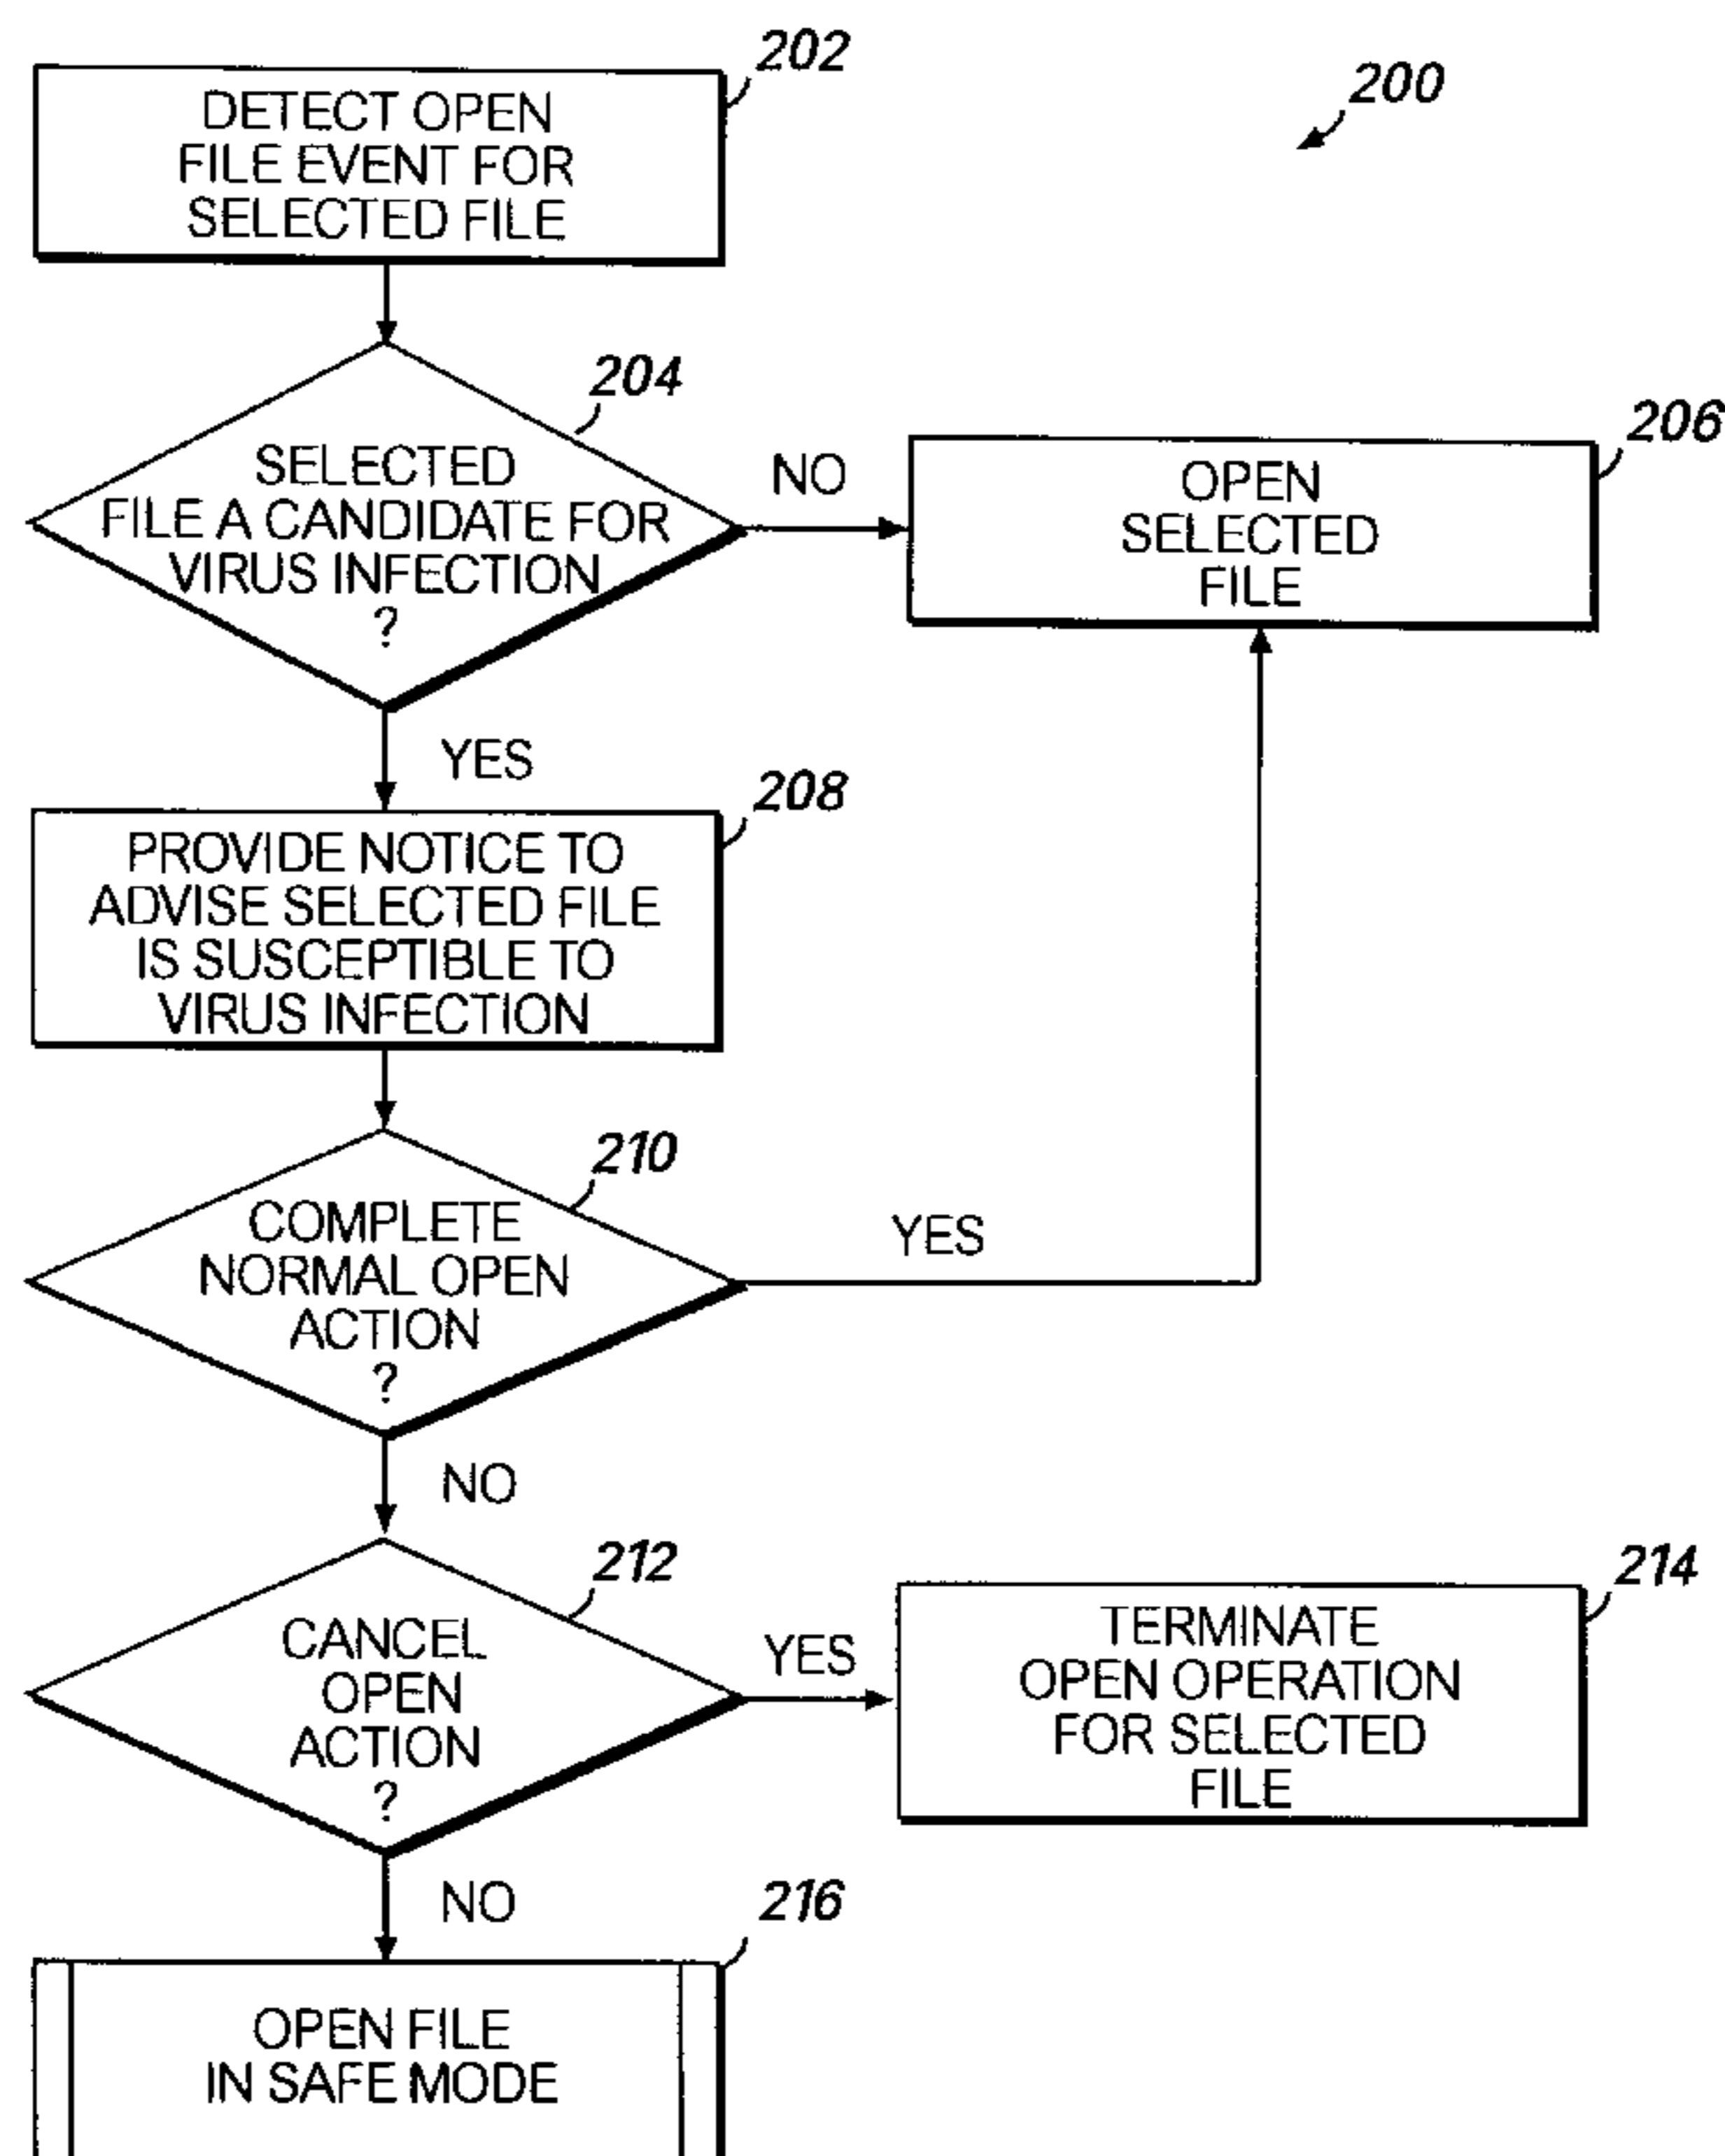 202
200
DETECT OPEN
FILE EVENT FOR
SELECTED FILE
204
SELECTED
FILE A CANDIDATE FOR
VIRUS INFECTION
?
NO
206
OPEN
SELECTED
FILE
YES
208
PROVIDE NOTICE TO
ADVISE SELECTED FILE
IS SUSCEPTIBLE TO
VIRUS INFECTION
210
COMPLETE
NORMAL OPEN
ACTION
?
YES
NO
212
CANCEL
OPEN
ACTION
?
YES
214
TERMINATE
OPEN OPERATION
FOR SELECTED
FILE
NO
216
OPEN FILE
IN SAFE MODE